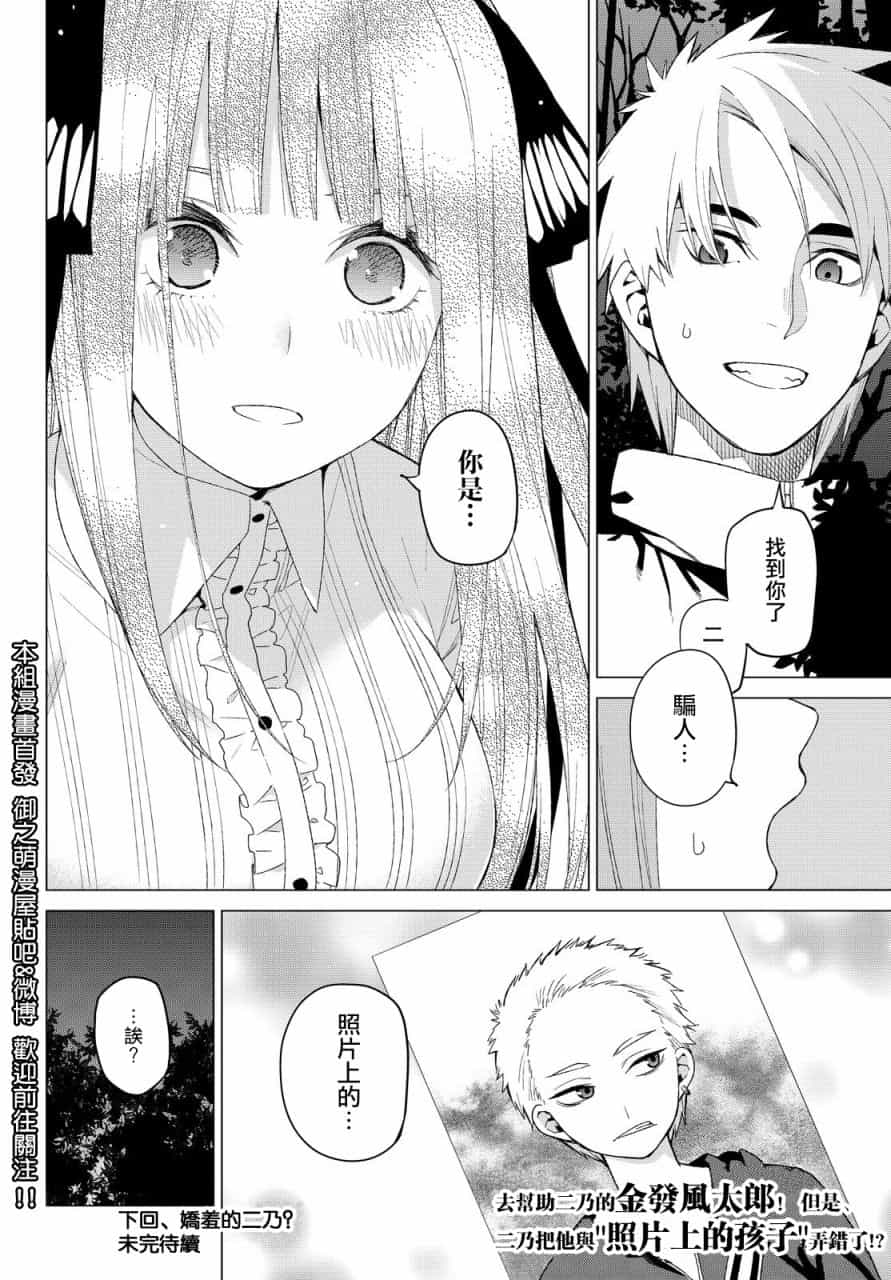 找到你了
二
騙人…
你是…
照片上的…
…誒?
去幫助二乃的金發風太郎! 但是、
二乃把他與"照片上的孩子"弄錯了!?
下回、嬌羞的二乃?
未完待續
本組漫畫首發 御之萌漫屋貼吧&微博 歡迎前往關注!!